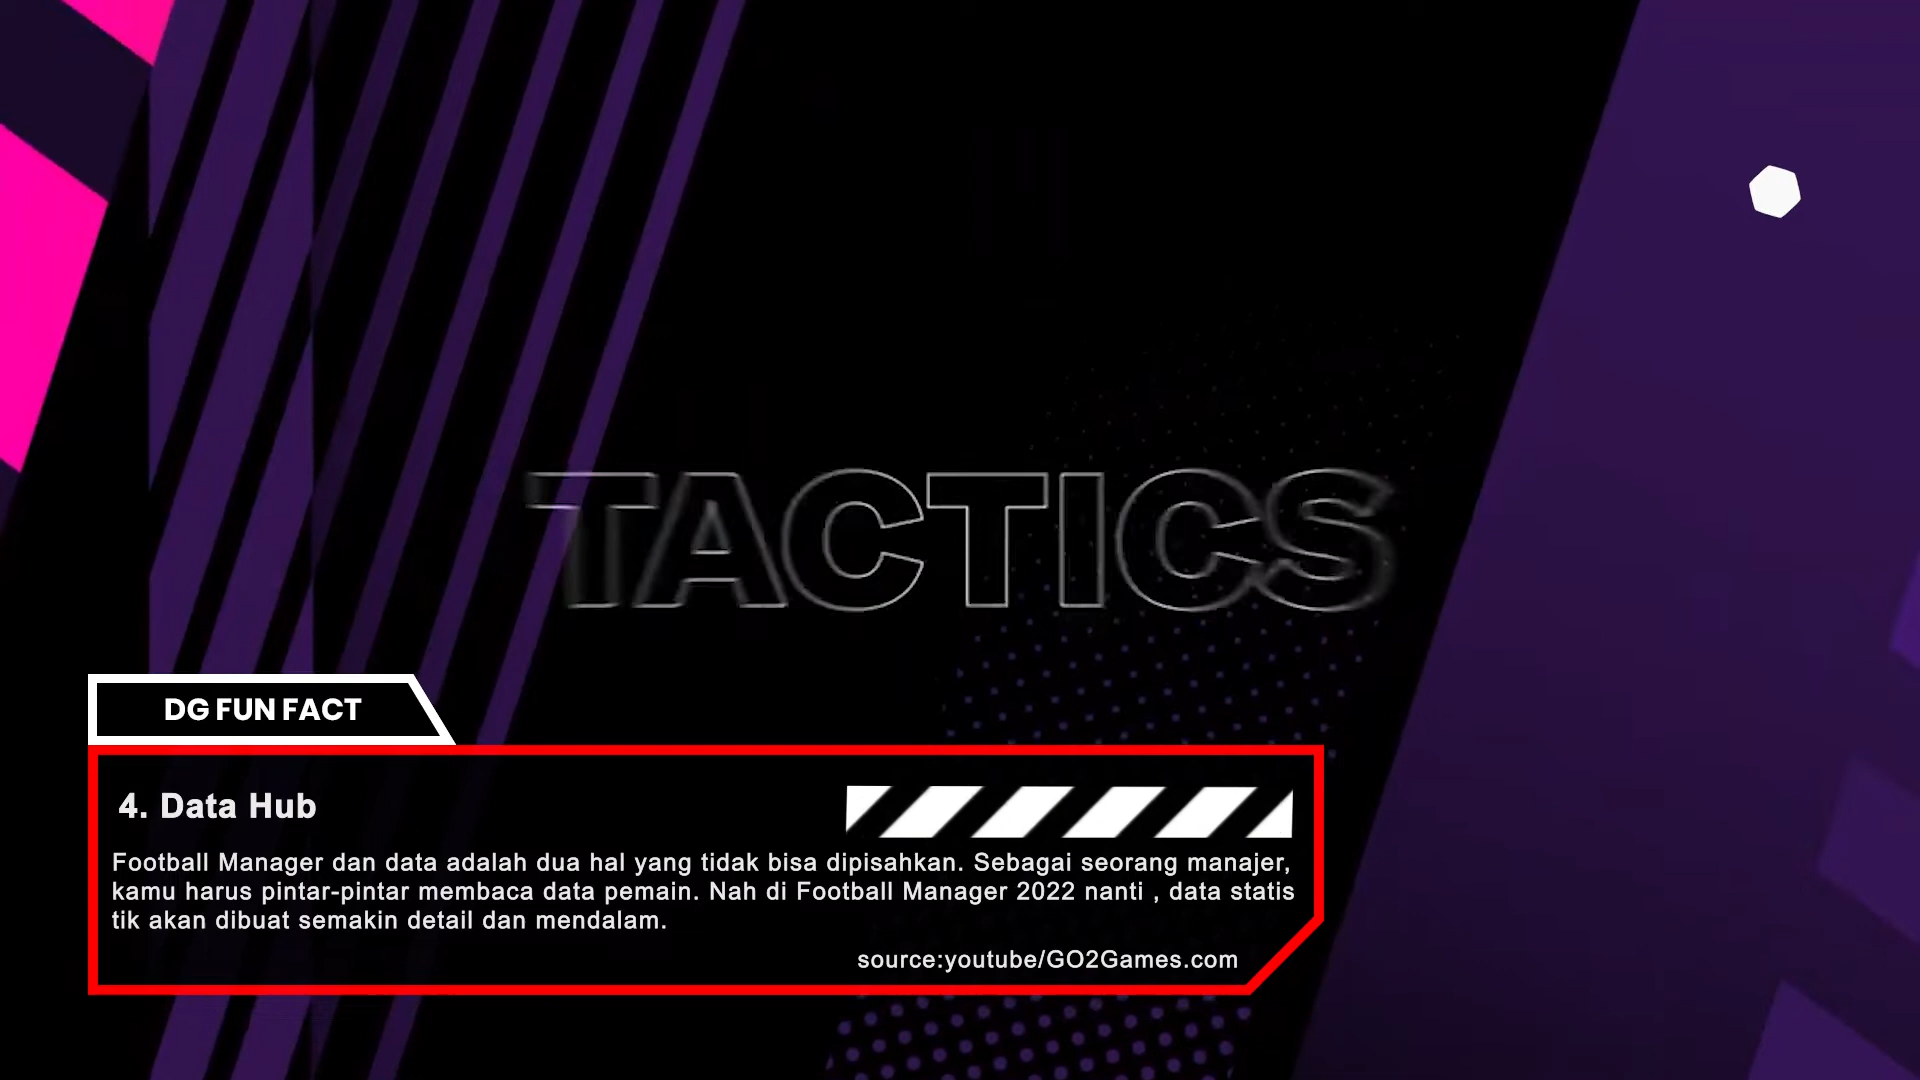 TACTICS
DG FUN FACT
4. Data Hub
Football Manager dan data adalah dua hal yang tidak bisa dipisahkan. Sebagai seorang manajer,
kamu harus pintar-pintar membaca data pemain. Nah di Football Manager 2022 nanti , data statis
tik akan dibuat semakin detail dan mendalam.
source:youtube/GO2Games.com